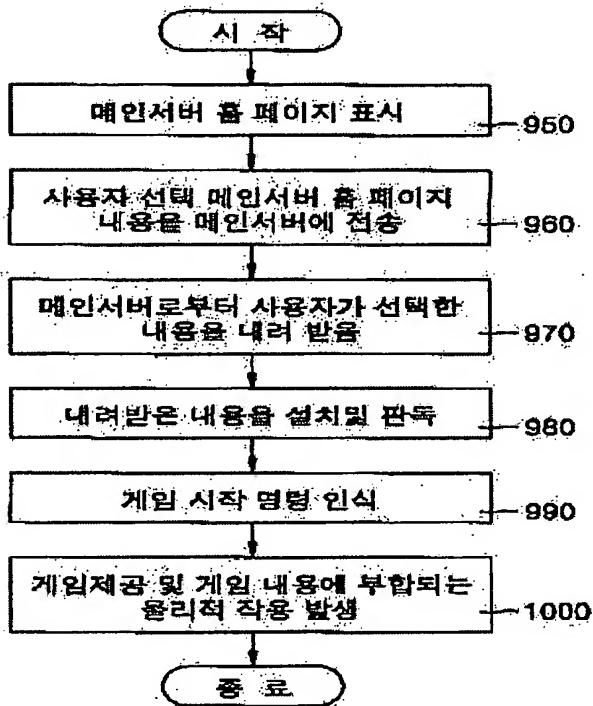 시 작
메인서버 홈 페이지 표시
950
사용자 선택 메인서버 홈 페이지
내용을 메인서버에 전송
960
메인서버로부터 사용자가 선택한
내용을 내려 받음
970
내려받은 내용을 설치및 판독
980
게임 시작 명령 인식
990
게임제공 및 게임 내용에 부합되는
물리적 작용 발생
1000
종 료